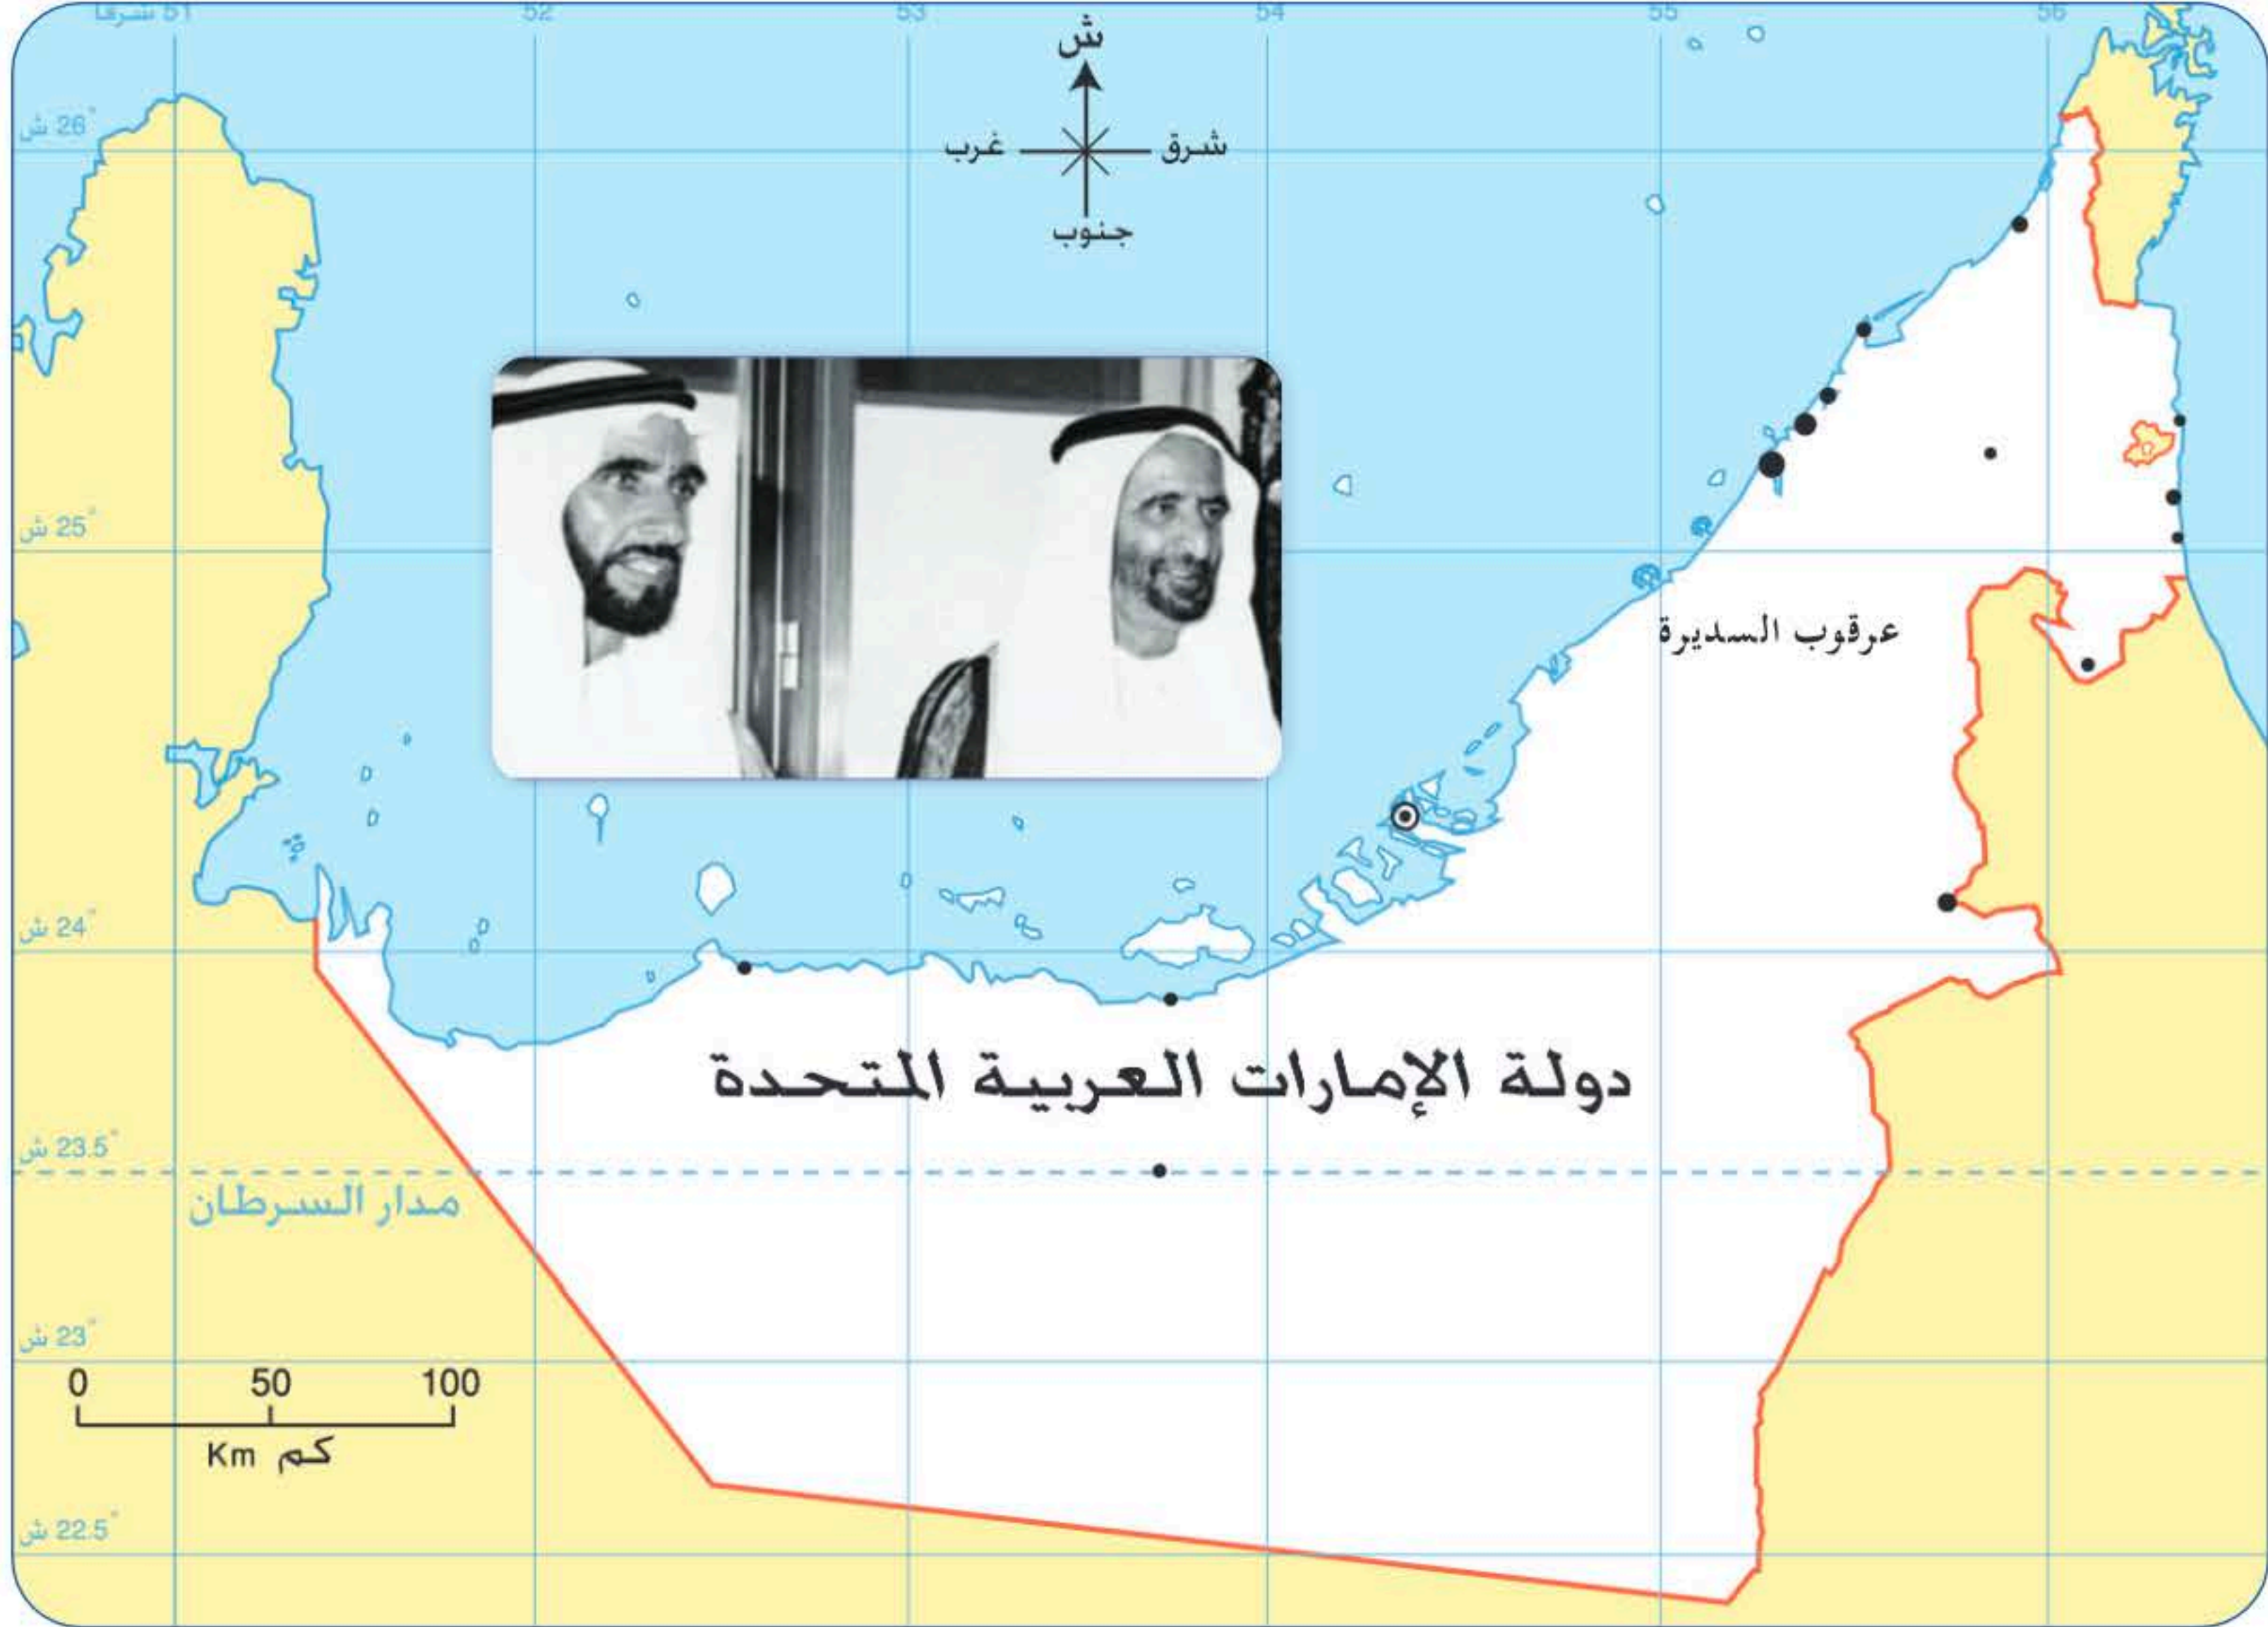 51 شرقا 52 53 54 55 56
ش
غرب شرق
جنوب
26° ش
25° ش
عرقوب السديرة
24° ش
دولة الإمارات العربية المتحدة
23.5° ش
مدار السرطان
23° ش
0 50 100
Km كم
22.5° ش